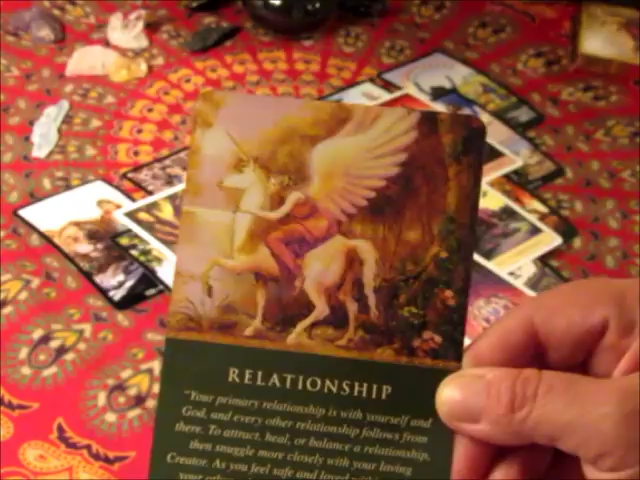 RELATIONSHIP
"Your primary relationship is with yourself and
God, and every other relationship follows from
there. To attract, heal, or balance a relationship,
then snuggle more closely with your loving
Creator. As you feel safe and loved